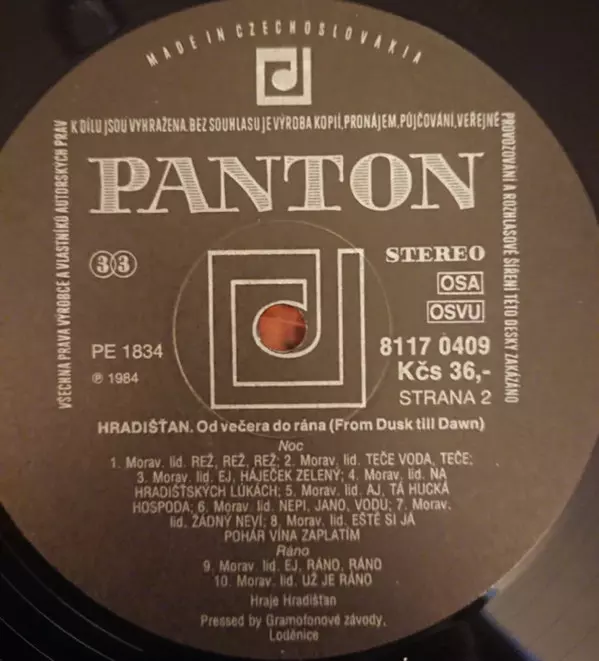 MADE IN CZECHOSLOVAKIA
VŠECHNA PRÁVA VÝROBCE A VLASTNÍKŮ AUTORSKÝCH PRÁV
K DÍLU JSOU VYHRAŽENA. BEZ SOUHLASU JE VÝROBA KOPIÍ, PRONÁJEM, PŮJČOVÁNÍ, VEŘEJNÉ
PROVOZOVÁNÍ A ROZHLASOVÉ ŠÍŘENÍ TÉTO DESKY ZAKÁZÁNO
PANTON
33
STEREO
OSA
OSVU
PE 1834
℗ 1984
8117 0409
Kčs 36,-
STRANA 2
HRADIŠŤAN. Od večera do rána (From Dusk till Dawn)
Noc
1. Morav. lid. REŽ, REŽ, REŽ; 2. Morav. lid. TEČE VODA, TEČE;
3. Morav. lid. EJ, HÁJEČEK ZELENÝ; 4. Morav. lid. NA
HRADIŠŤSKÝCH LÚKÁCH; 5. Morav. lid. AJ, TÁ HUCKÁ
HOSPODA; 6. Morav. lid. NEPI, JANO, VODU; 7. Morav.
lid. ŽÁDNÝ NEVÍ; 8. Morav. lid. EŠTĚ SI JÁ
POHÁR VÍNA ZAPLATÍM
Ráno
9. Morav. lid. EJ, RÁNO, RÁNO
10. Morav. lid. UŽ JE RÁNO
Hraje Hradišťan
Pressed by Gramofonové závody,
Loděnice